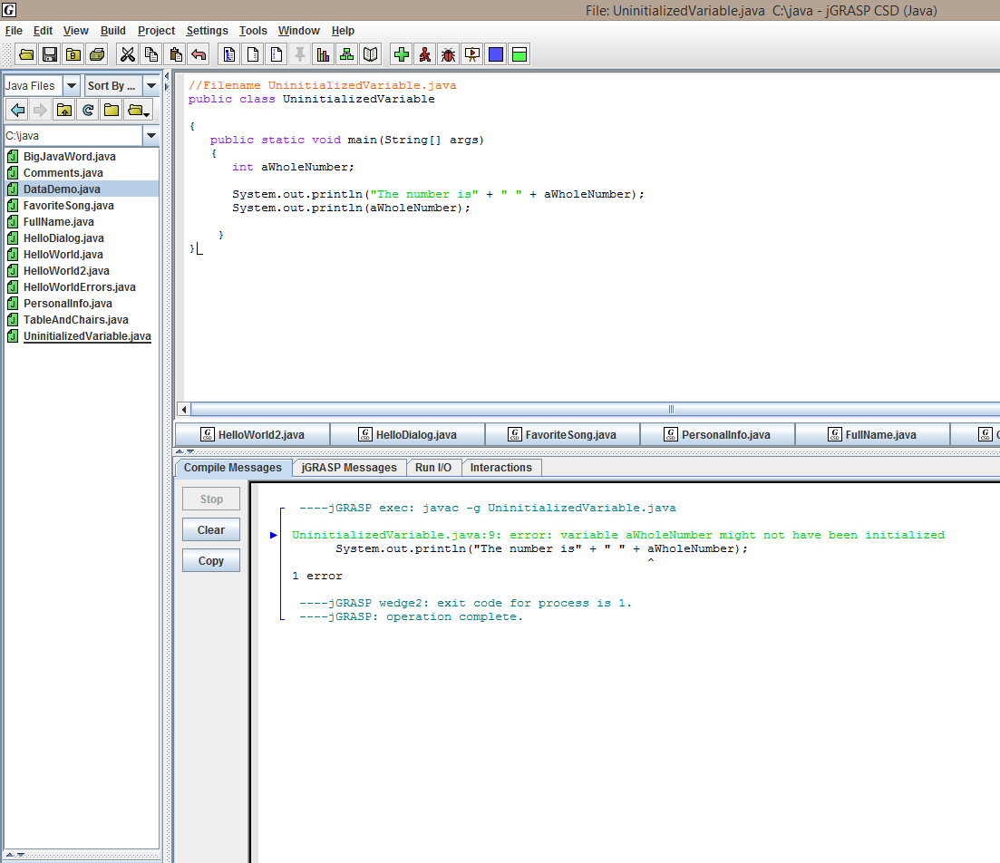 G
File: UninitializedVariable.java C:\java - jGRASP CSD (Java)
File Edit View Build Project Settings Tools Window Help
B
Java Files Sort By ...
C:\java
BigJavaWord.java
Comments.java
DataDemo.java
FavoriteSong.java
FullName.java
HelloDialog.java
HelloWorld.java
HelloWorld2.java
HelloWorldErrors.java
PersonalInfo.java
TableAndChairs.java
UninitializedVariable.java
//Filename UninitializedVariable.java
public class UninitializedVariable
{
public static void main(String[] args)
{
int aWholeNumber;
System.out.println("The number is" + " " + aWholeNumber);
System.out.println(aWholeNumber);
}
}
HelloWorld2.java HelloDialog.java FavoriteSong.java PersonalInfo.java FullName.java
Compile Messages jGRASP Messages Run I/O Interactions
Stop
Clear
Copy
----jGRASP exec: javac -g UninitializedVariable.java
UninitializedVariable.java:9: error: variable aWholeNumber might not have been initialized
System.out.println("The number is" + " " + aWholeNumber);
^
1 error
----jGRASP wedge2: exit code for process is 1.
----jGRASP: operation complete.